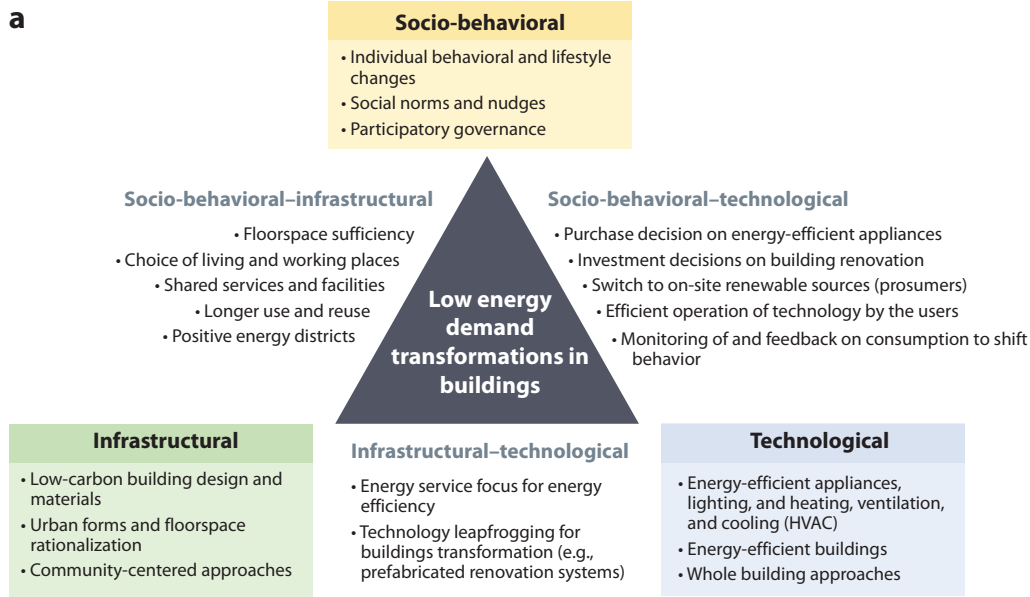 a
Socio-behavioral
• Individual behavioral and lifestyle
changes
• Social norms and nudges
• Participatory governance
Socio-behavioral–infrastructural
• Floorspace sufficiency
• Choice of living and working places
• Shared services and facilities
• Longer use and reuse
• Positive energy districts
Socio-behavioral–technological
• Purchase decision on energy-efficient appliances
• Investment decisions on building renovation
• Switch to on-site renewable sources (prosumers)
• Efficient operation of technology by the users
• Monitoring of and feedback on consumption to shift
behavior
Low energy
demand
transformations in
buildings
Infrastructural
• Low-carbon building design and
materials
• Urban forms and floorspace
rationalization
• Community-centered approaches
Infrastructural–technological
• Energy service focus for energy
efficiency
• Technology leapfrogging for
buildings transformation (e.g.,
prefabricated renovation systems)
Technological
• Energy-efficient appliances,
lighting, and heating, ventilation,
and cooling (HVAC)
• Energy-efficient buildings
• Whole building approaches